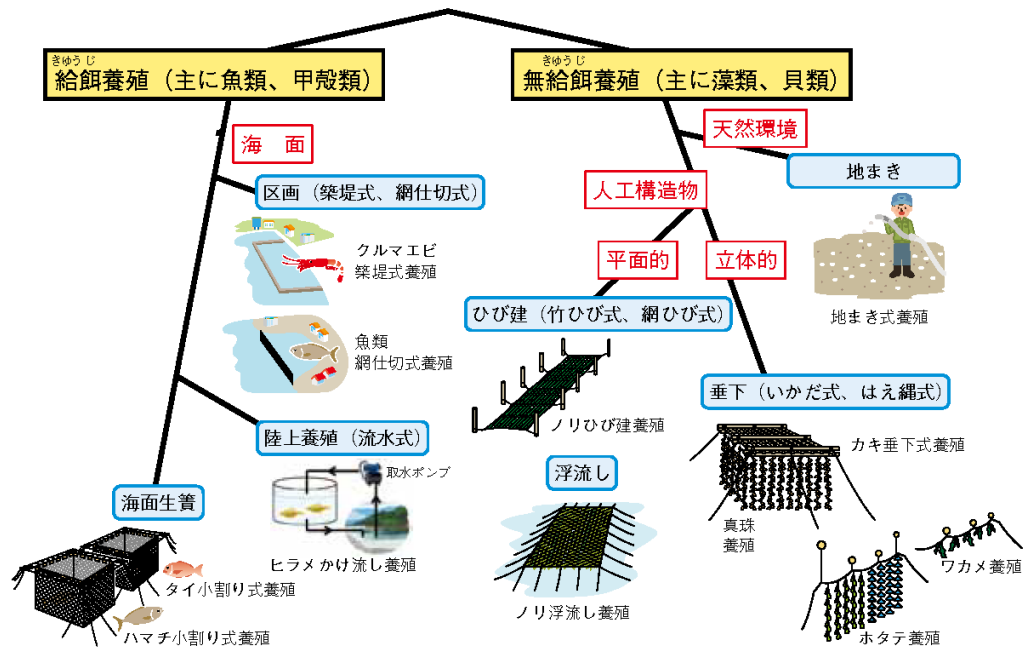 きゅうじ
給餌養殖（主に魚類、甲殻類）
海　面
区画（築堤式、網仕切式）
クルマエビ
築堤式養殖
魚類
網仕切式養殖
陸上養殖（流水式）
取水ポンプ
ヒラメかけ流し養殖
海面生簀
タイ小割り式養殖
ハマチ小割り式養殖
きゅうじ
無給餌養殖（主に藻類、貝類）
天然環境
地まき
地まき式養殖
人工構造物
平面的
立体的
ひび建（竹ひび式、網ひび式）
ノリひび建養殖
浮流し
ノリ浮流し養殖
垂下（いかだ式、はえ縄式）
カキ垂下式養殖
真珠
養殖
ワカメ養殖
ホタテ養殖